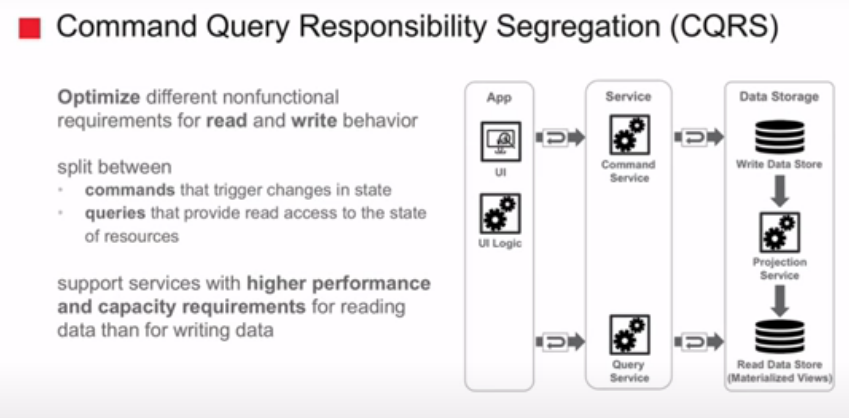 Command Query Responsibility Segregation (CQRS)
Optimize different nonfunctional
requirements for read and write behavior
split between
• commands that trigger changes in state
• queries that provide read access to the state
of resources
support services with higher performance
and capacity requirements for reading
data than for writing data
App
UI
UI Logic
Service
Command
Service
Query
Service
Data Storage
Write Data Store
Projection
Service
Read Data Store
(Materialized Views)